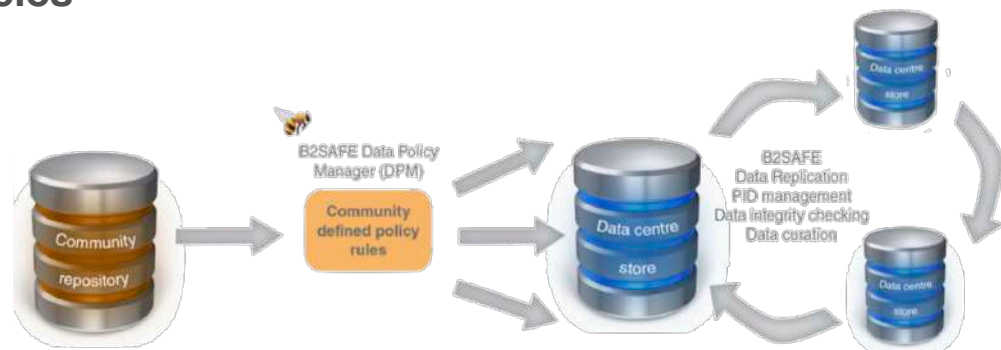 Community
repository
B2SAFE Data Policy
Manager (DPM)
Community
defined policy
rules
Data centre
store
B2SAFE
Data Replication
PID management
Data integrity checking
Data curation
Data centre
store
Data centre
store